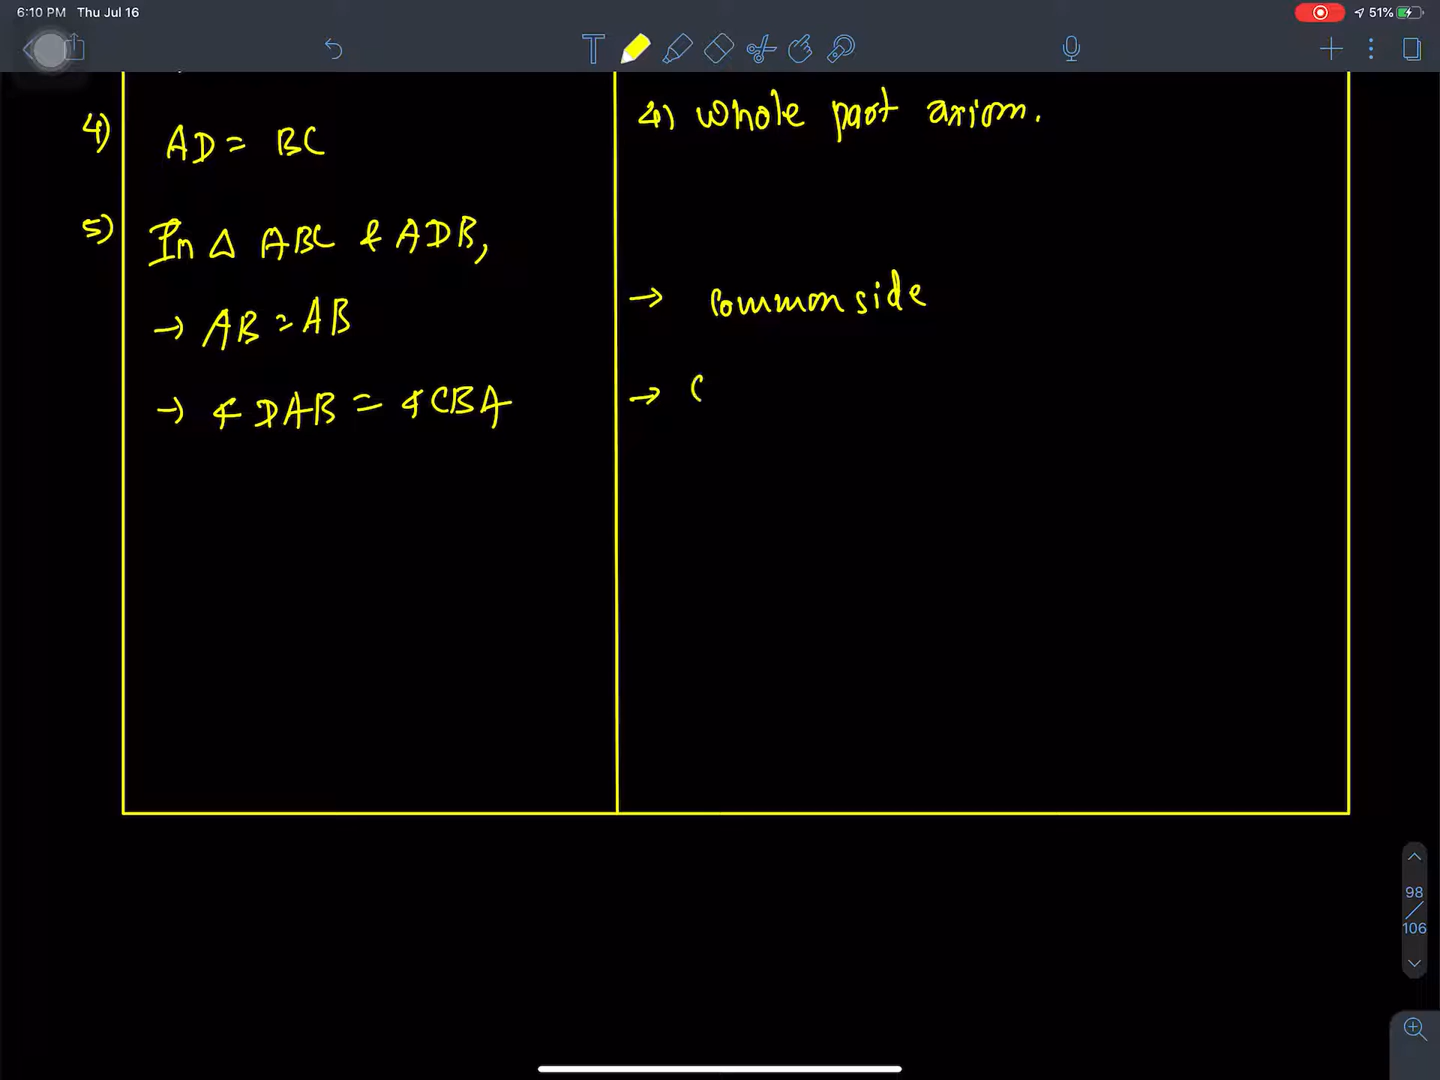 6:10 PM Thu Jul 16
51%
4) AD = BC
4) whole part axiom.
5) In △ ABC & ADB,
→ AB = AB
→ common side
→ ∢ DAB = ∢ CBA
→ (
98
106